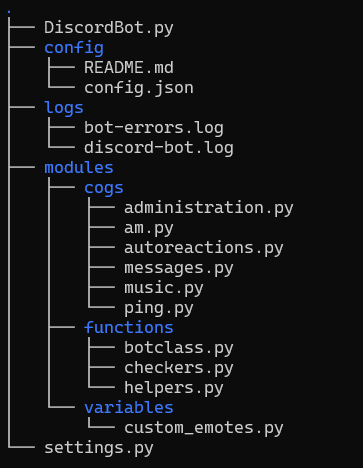 .
├── DiscordBot.py
├── config
│   ├── README.md
│   └── config.json
├── logs
│   ├── bot-errors.log
│   └── discord-bot.log
├── modules
│   ├── cogs
│   │   ├── administration.py
│   │   ├── am.py
│   │   ├── autoreactions.py
│   │   ├── messages.py
│   │   ├── music.py
│   │   └── ping.py
│   ├── functions
│   │   ├── botclass.py
│   │   ├── checkers.py
│   │   └── helpers.py
│   └── variables
│       └── custom_emotes.py
└── settings.py